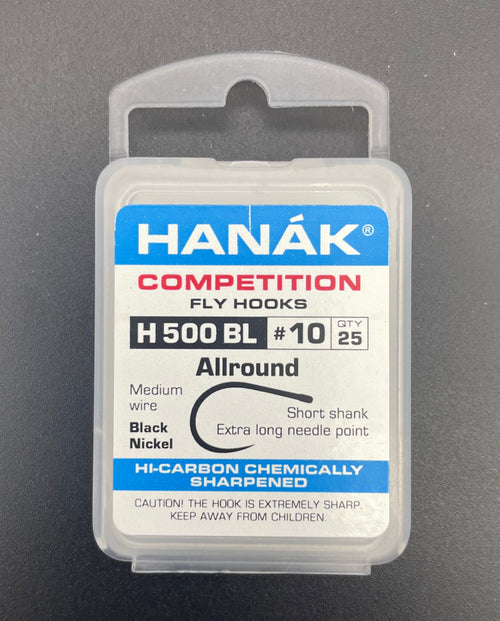 HANÁK®
COMPETITION
FLY HOOKS
H 500 BL #10 QTY 25
Allround
Medium wire
Short shank
Black Nickel
Extra long needle point
HI-CARBON CHEMICALLY
SHARPENED
CAUTION! THE HOOK IS EXTREMELY SHARP.
KEEP AWAY FROM CHILDREN.